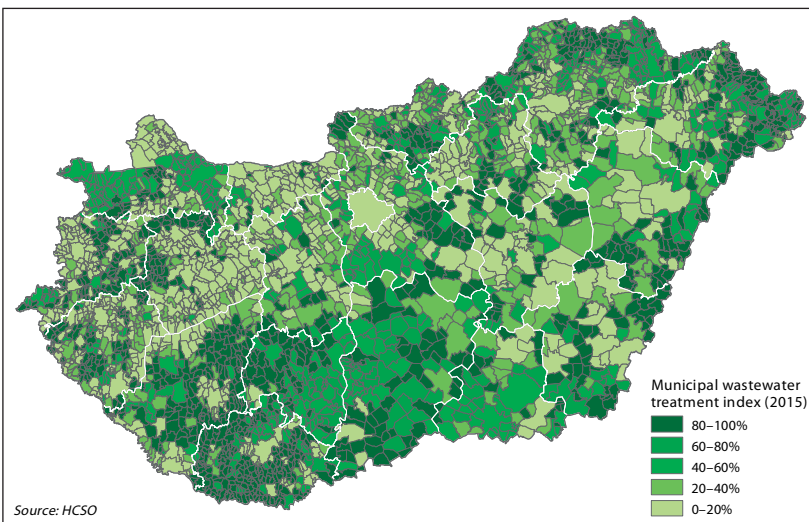 Municipal wastewater
treatment index (2015)
80–100%
60–80%
40–60%
20–40%
0–20%
Source: HCSO